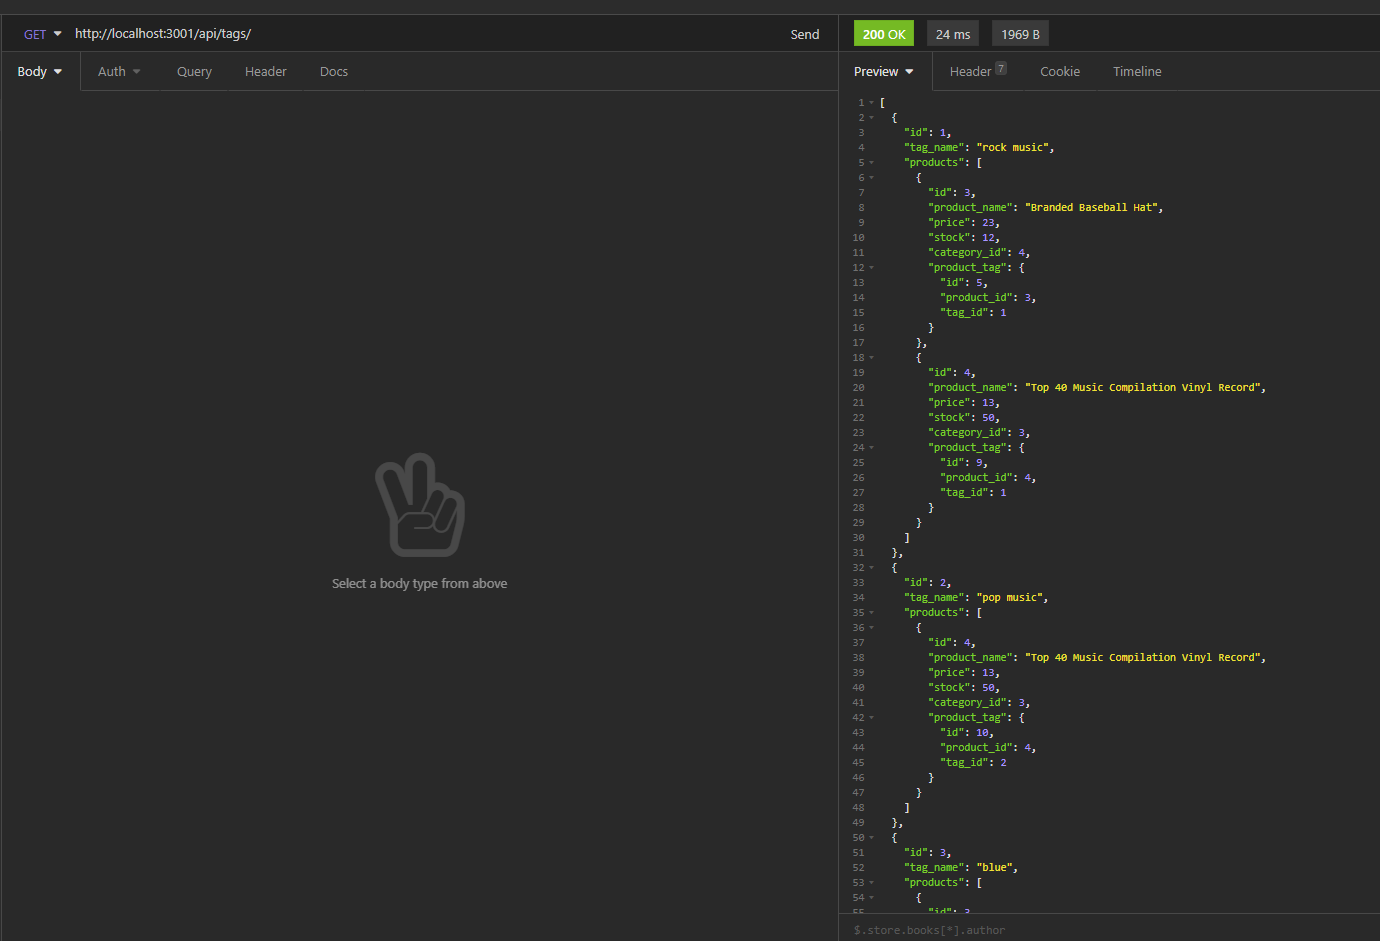 GET http://localhost:3001/api/tags/ Send
200 OK 24 ms 1969 B
Body Auth Query Header Docs
Preview Header 7 Cookie Timeline
Select a body type from above
1 [
2 {
3 "id": 1,
4 "tag_name": "rock music",
5 "products": [
6 {
7 "id": 3,
8 "product_name": "Branded Baseball Hat",
9 "price": 23,
10 "stock": 12,
11 "category_id": 4,
12 "product_tag": {
13 "id": 5,
14 "product_id": 3,
15 "tag_id": 1
16 }
17 },
18 {
19 "id": 4,
20 "product_name": "Top 40 Music Compilation Vinyl Record",
21 "price": 13,
22 "stock": 50,
23 "category_id": 3,
24 "product_tag": {
25 "id": 9,
26 "product_id": 4,
27 "tag_id": 1
28 }
29 }
30 ]
31 },
32 {
33 "id": 2,
34 "tag_name": "pop music",
35 "products": [
36 {
37 "id": 4,
38 "product_name": "Top 40 Music Compilation Vinyl Record",
39 "price": 13,
40 "stock": 50,
41 "category_id": 3,
42 "product_tag": {
43 "id": 10,
44 "product_id": 4,
45 "tag_id": 2
46 }
47 }
48 ]
49 },
50 {
51 "id": 3,
52 "tag_name": "blue",
53 "products": [
54 {
55 "id": 3
$.store.books[*].author